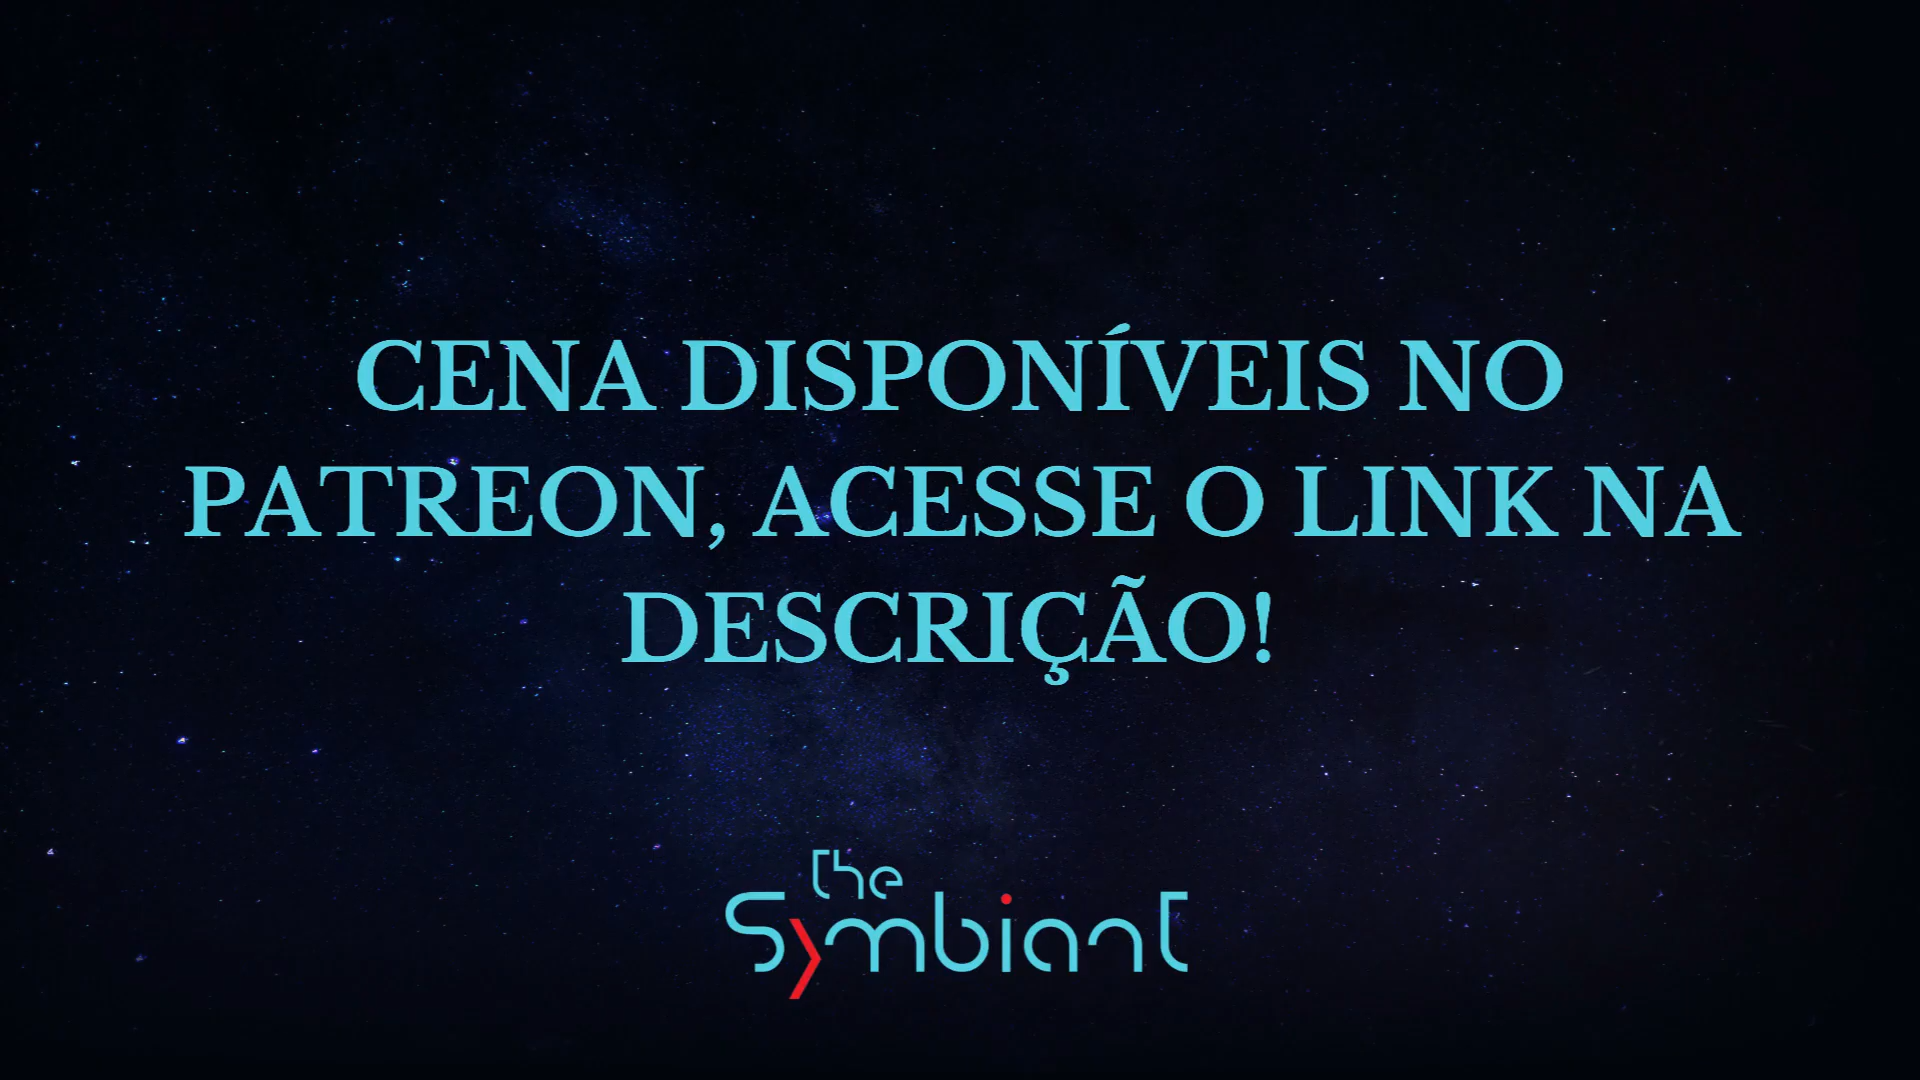 CENA DISPONÍVEIS NO
PATREON, ACESSE O LINK NA
DESCRIÇÃO!
the
Symbiant